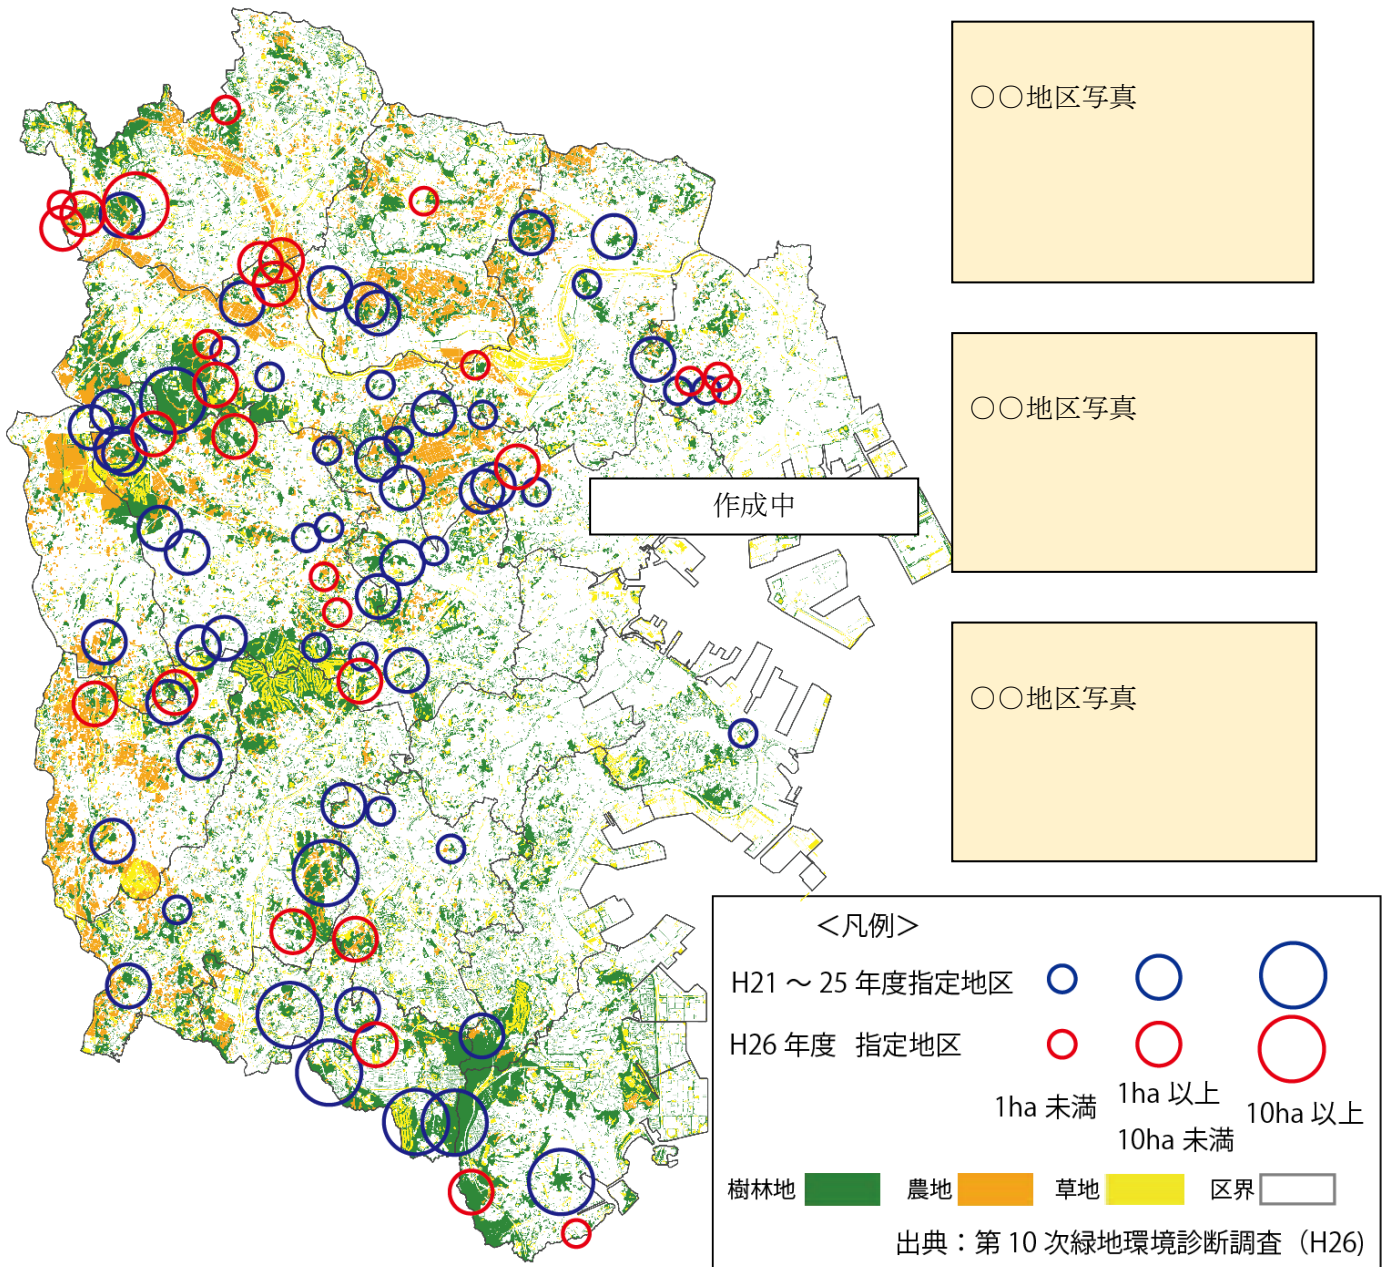 ○○地区写真
○○地区写真
作成中
○○地区写真
＜凡例＞
H21 ～ 25 年度指定地区
H26 年度 指定地区
1ha 未満
1ha 以上
10ha 未満
10ha 以上
樹林地
農地
草地
区界
出典：第 10 次緑地環境診断調査（H26)